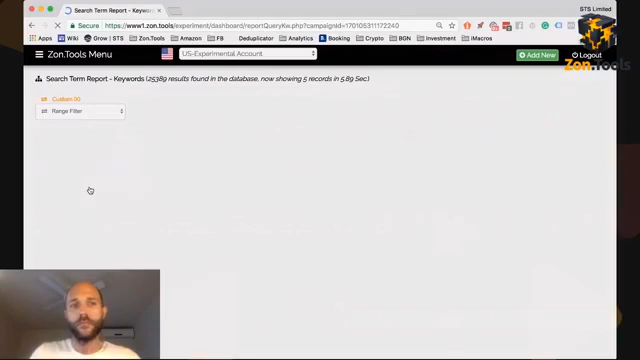 Search Term Report - Keywords
STS Limited
Secure https://www1.zon.tools/experiment/dashboard/reportQueryKw.php?campaignId=1701053111172240
Apps Wiki Grow | STS Zon.Tools Amazon FB Deduplicator Booking Crypto BGN Investment iMacros
Zon.Tools Menu US-Experimental Account Add New Logout
Zon.Tools
Search Term Report - Keywords (25389 results found in the database, now showing 5 records in 5.89 Sec)
Custom 00
Range Filter